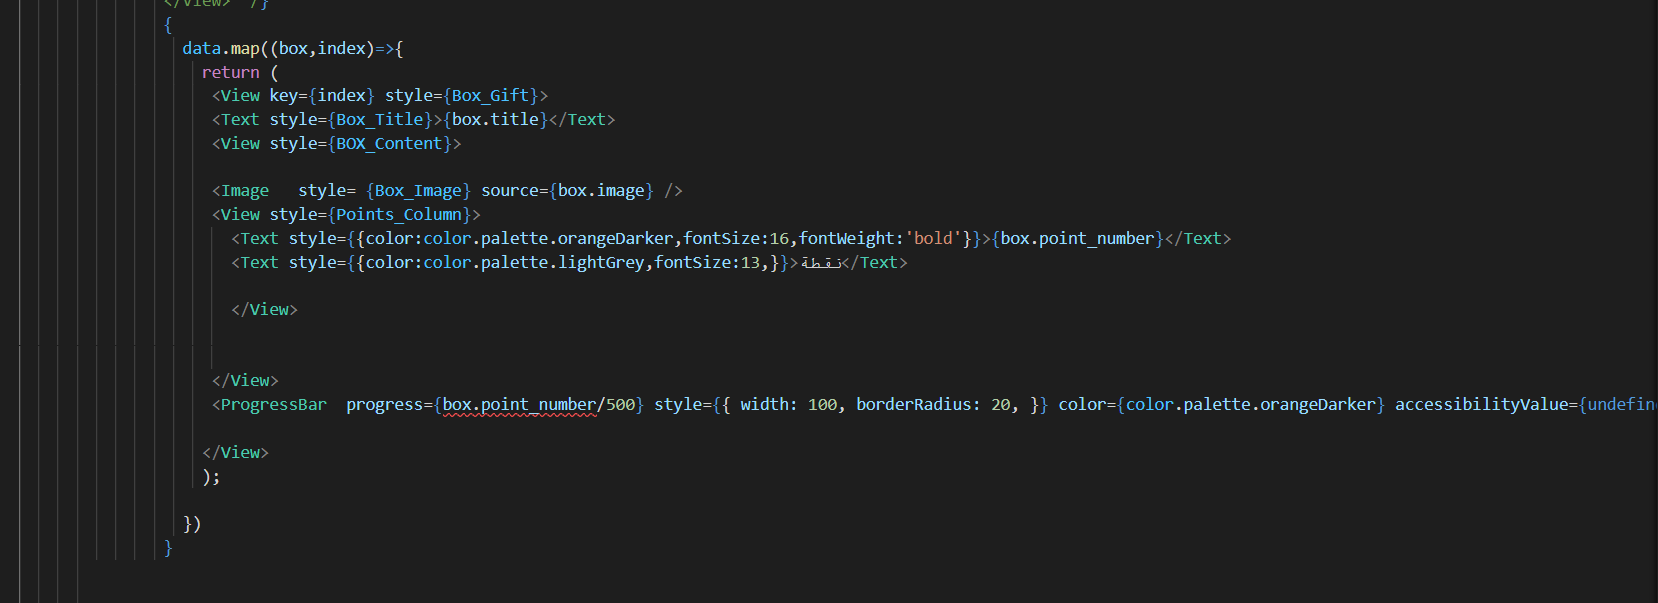 </View> */}
{
data.map((box,index)=>{
return (
<View key={index} style={Box_Gift}>
<Text style={Box_Title}>{box.title}</Text>
<View style={BOX_Content}>
<Image   style= {Box_Image} source={box.image} />
<View style={Points_Column}>
<Text style={{color:color.palette.orangeDarker,fontSize:16,fontWeight:'bold'}}>{box.point_number}</Text>
<Text style={{color:color.palette.lightGrey,fontSize:13,}}>نقطة</Text>
</View>
</View>
<ProgressBar  progress={box.point_number/500} style={{ width: 100, borderRadius: 20, }} color={color.palette.orangeDarker} accessibilityValue={undefin
</View>
);
})
}